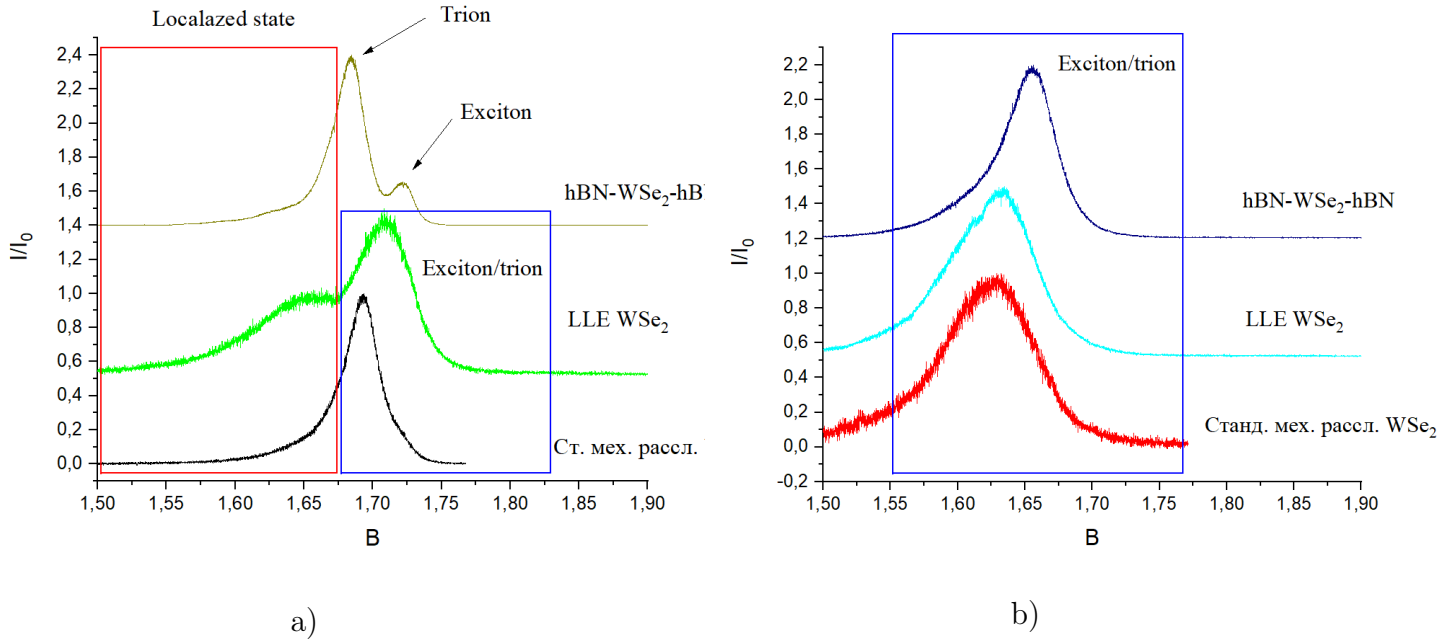 Localazed state
Trion
Exciton
2,4
2,2
2,0
1,8
1,6
1,4
1,2
1,0
0,8
0,6
0,4
0,2
0,0
I/I₀
hBN-WSe₂-hB
Exciton/trion
LLE WSe₂
Ст. мех. рассл.
1,50 1,55 1,60 1,65 1,70 1,75 1,80 1,85 1,90
B
a)
2,2
2,0
1,8
1,6
1,4
1,2
1,0
0,8
0,6
0,4
0,2
0,0
-0,2
I/I₀
Exciton/trion
hBN-WSe₂-hBN
LLE WSe₂
Станд. мех. рассл. WSe₂
1,50 1,55 1,60 1,65 1,70 1,75 1,80 1,85 1,90
B
b)